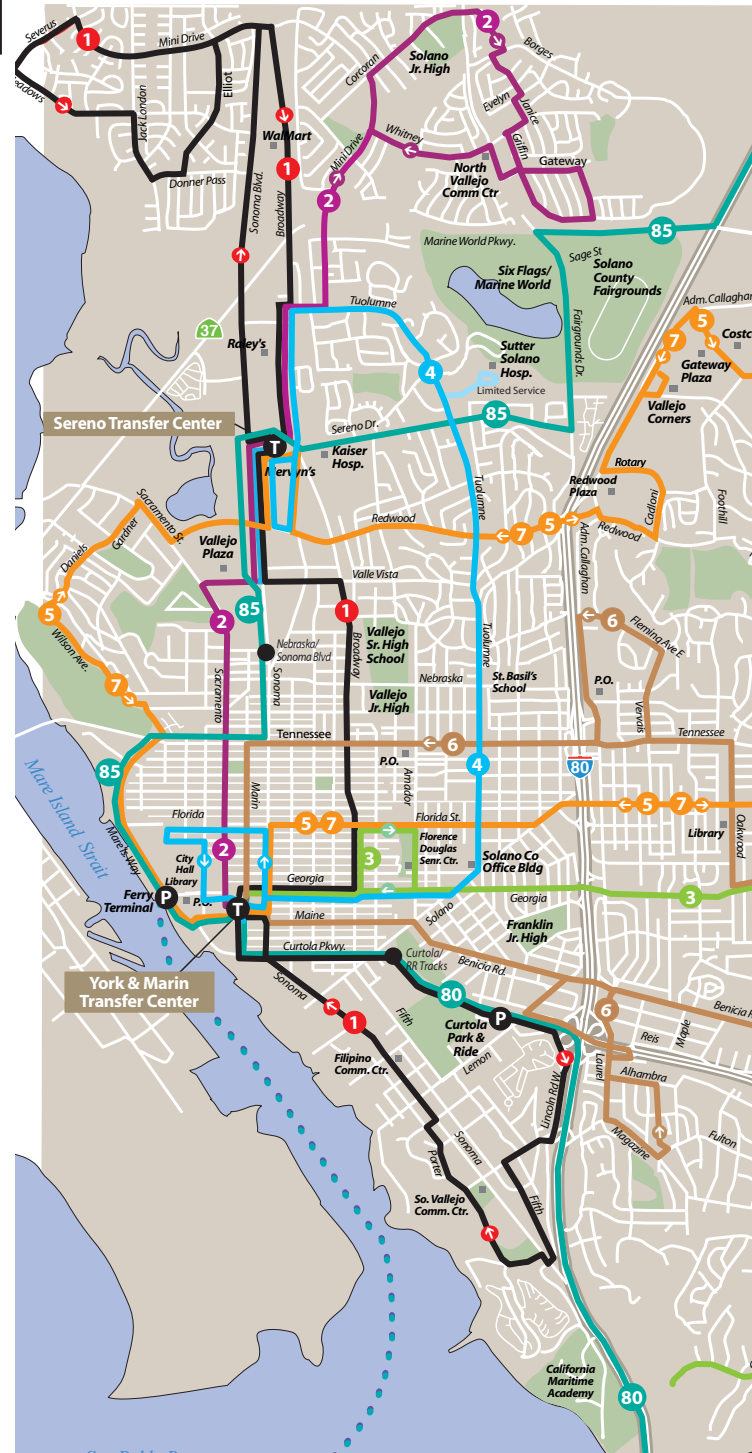 Severus
1
Mini Drive
Elliot
Jack London
Donner Pass
WalMart
Sonoma Blvd.
Broadway
1
37
Raley's
2
Corcoran
Solano
Jr. High
Borges
Evelyn
Janice
Griffin
Whitney
Mini Drive
2
North
Vallejo
Comm Ctr
Gateway
Marine World Pkwy.
85
Sage St
Six Flags/
Marine World
Solano
County
Fairgrounds
Fairgrounds Dr.
Adm. Callaghan
Tuolumne
4
Sutter
Solano
Hosp.
Limited Service
7
5
Gateway
Plaza
Vallejo
Corners
Sereno Transfer Center
T
Sereno Dr.
85
Mervyn's
Kaiser
Hosp.
Rotary
Redwood
Plaza
Cadloni
Foothill
Sacramento St.
Gardner
Daniels
Vallejo
Plaza
Redwood
Tuolumne
7
5
Adm. Callaghan
Redwood
Valle Vista
5
Wilson Ave.
7
2
85
1
Nebraska/
Sonoma Blvd
Vallejo
Sr. High
School
Broadway
Tuolumne
6
Fleming Ave E
Sacramento
Sonoma
Vallejo
Jr. High
Nebraska
St. Basil's
School
P.O.
Vervais
Tennessee
6
Tennessee
85
Marin
P.O.
Amador
4
80
Mare Island Strait
Mare's Way
Florida
5
7
Florida St.
5
7
Library
Oakwood
2
City
Hall
Library
3
Florence
Douglas
Senr. Ctr.
Solano Co
Office Bldg
Georgia
Georgia
3
Ferry
Terminal
P
P.O.
T
Maine
Solano
Franklin
Jr. High
Curtola Pkwy.
Curtola/
RR Tracks
Benicia Rd.
York & Marin
Transfer Center
Sonoma
80
P
Curtola
Park &
Ride
6
Reis
Maple
1
Fifth
Filipino
Comm. Ctr.
Lemon
Lincoln Rd W.
Laurel
Alhambra
Magazine
Fulton
Porter
Sonoma
So. Vallejo
Comm. Ctr.
Fifth
California
Maritime
Academy
80